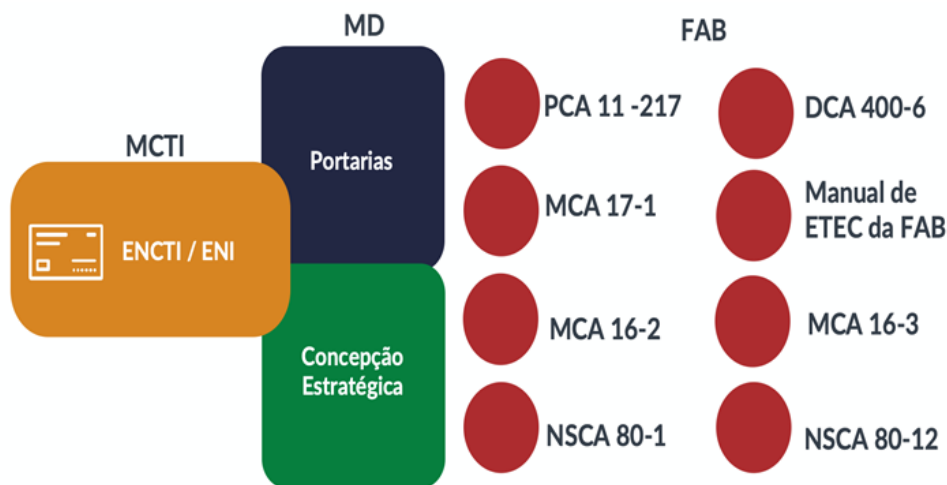 MD
FAB
MCTI
ENCTI / ENI
Portarias
Concepção
Estratégica
PCA 11 -217
MCA 17-1
MCA 16-2
NSCA 80-1
DCA 400-6
Manual de
ETEC da FAB
MCA 16-3
NSCA 80-12